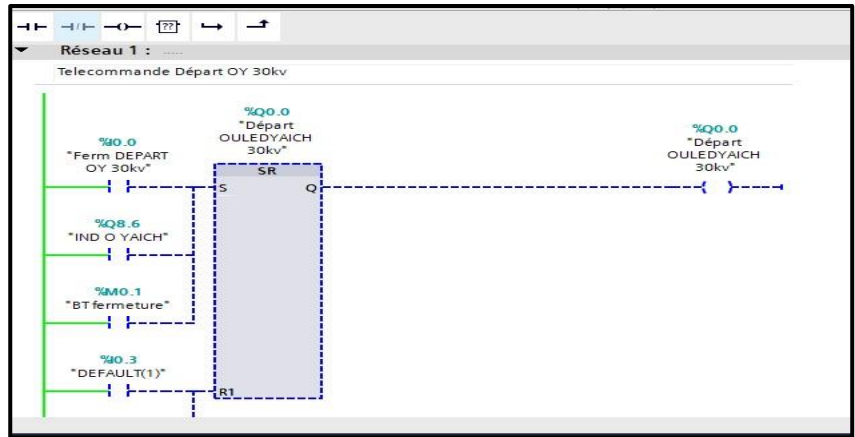 ??
Réseau 1 : .....
Telecommande Départ OY 30kv
%Q0.0
"Départ
OULEDYAICH
30kv"
%I0.0
"Ferm DEPART
OY 30kv"
SR
S
Q
%Q0.0
"Départ
OULEDYAICH
30kv"
%Q8.6
"IND O YAICH"
%M0.1
"BT fermeture"
%I0.3
"DEFAULT(1)"
R1